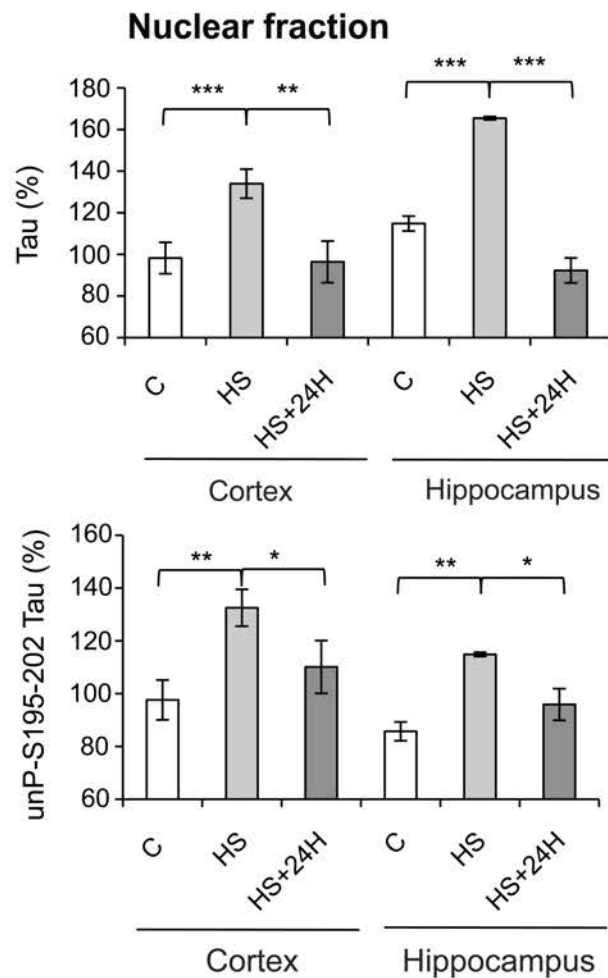 Nuclear fraction
Tau (%)
180
160
140
120
100
80
60
*** ** *** ***
C HS HS+24H C HS HS+24H
Cortex Hippocampus
unP-S195-202 Tau (%)
160
140
120
100
80
60
** * ** *
C HS HS+24H C HS HS+24H
Cortex Hippocampus